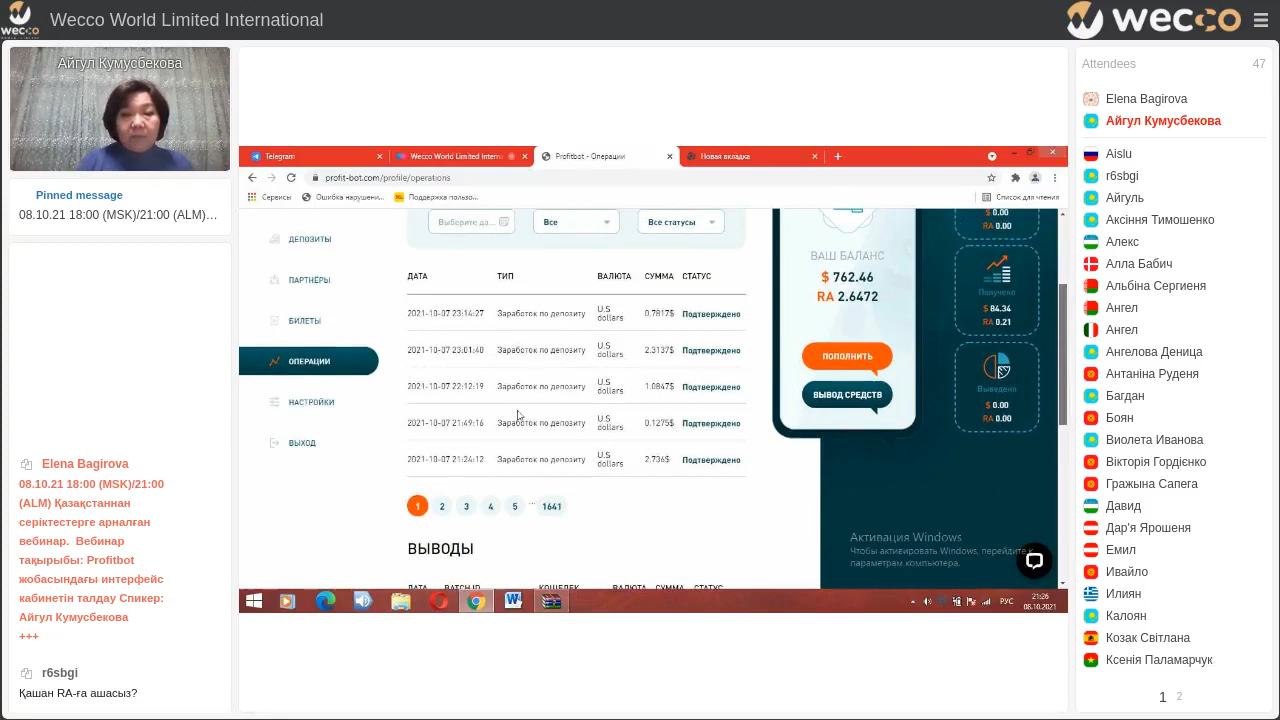 wecco
Wecco World Limited International
wecco
Айгул Кумусбекова
Pinned message
08.10.21 18:00 (MSK)/21:00 (ALM)…
Elena Bagirova
08.10.21 18:00 (MSK)/21:00
(ALM) Қазақстаннан
серіктестерге арналған
вебинар.  Вебинар
тақырыбы: Profitbot
жобасындағы интерфейс
кабинетін талдау Спикер:
Айгул Кумусбекова
+++
r6sbgi
Қашан RA-ға ашасыз?
Telegram
Wecco World Limited Intern
Profitbot - Операции
Новая вкладка
profit-bot.com/profile/operations
Сервисы
Ошибка нарушени...
Поддержка пользо...
Список для чтения
Выберите да...
Все
Все статусы
ДЕПОЗИТЫ
ПАРТНЁРЫ
БИЛЕТЫ
ОПЕРАЦИИ
НАСТРОЙКИ
ВЫХОД
ДАТА ТИП ВАЛЮТА СУММА СТАТУС
2021-10-07 23:14:27 Заработок по депозиту U.S dollars 0.7817$ Подтверждено
2021-10-07 23:01:40 Заработок по депозиту U.S dollars 2.3137$ Подтверждено
2021-10-07 22:12:19 Заработок по депозиту U.S dollars 1.0847$ Подтверждено
2021-10-07 21:49:16 Заработок по депозиту U.S dollars 0.1275$ Подтверждено
2021-10-07 21:24:12 Заработок по депозиту U.S dollars 2.736$ Подтверждено
1 2 3 4 5 ... 1641
ВЫВОДЫ
ВАШ БАЛАНС
$ 762.46
RA 2.6472
ПОПОЛНИТЬ
ВЫВОД СРЕДСТВ
$ 0.00
RA 0.00
Получено
$ 84.34
RA 0.21
Выведено
$ 0.00
RA 0.00
Активация Windows
Чтобы активировать Windows, перейдите к
параметрам компьютера.
РУС
21:26
08.10.2021
Attendees 47
Elena Bagirova
Айгул Кумусбекова
Aislu
r6sbgi
Айгуль
Аксіння Тимошенко
Алекс
Алла Бабич
Альбіна Сергиеня
Ангел
Ангел
Ангелова Деница
Антаніна Руденя
Багдан
Боян
Виолета Иванова
Вікторія Гордієнко
Гражына Сапега
Давид
Дар'я Ярошеня
Емил
Ивайло
Илиян
Калоян
Козак Світлана
Ксенія Паламарчук
1 2